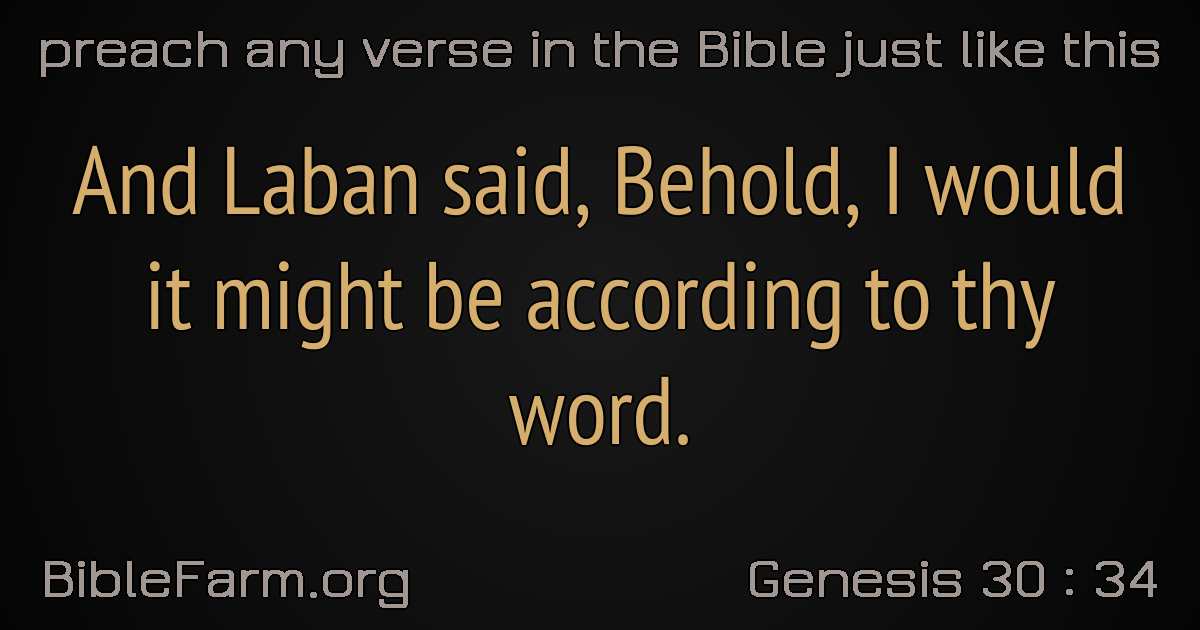 preach any verse in the Bible just like this
And Laban said, Behold, I would
it might be according to thy
word.
BibleFarm.org
Genesis 30 : 34